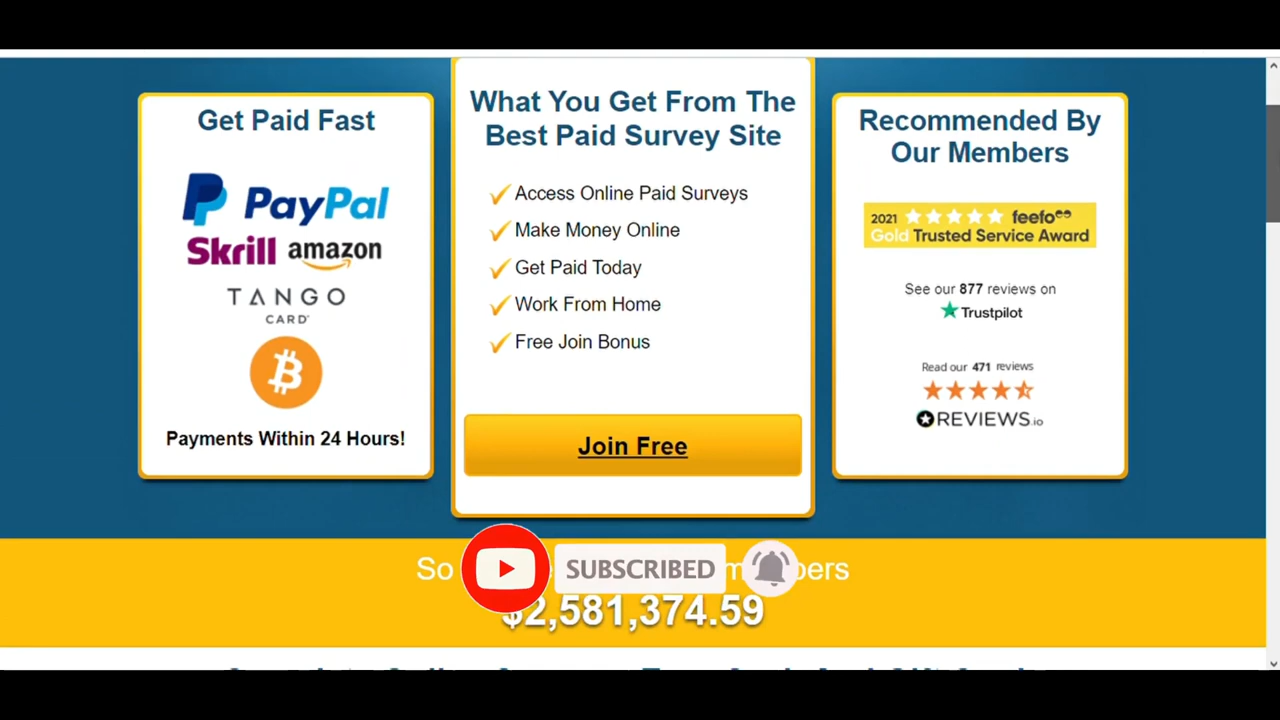 Get Paid Fast
PayPal
Skrill amazon
TANGO
CARD
Payments Within 24 Hours!
What You Get From The
Best Paid Survey Site
Access Online Paid Surveys
Make Money Online
Get Paid Today
Work From Home
Free Join Bonus
Join Free
Recommended By
Our Members
2021 feefo
Gold Trusted Service Award
See our 877 reviews on
Trustpilot
Read our 471 reviews
REVIEWS.io
So
SUBSCRIBED
$2,581,374.59